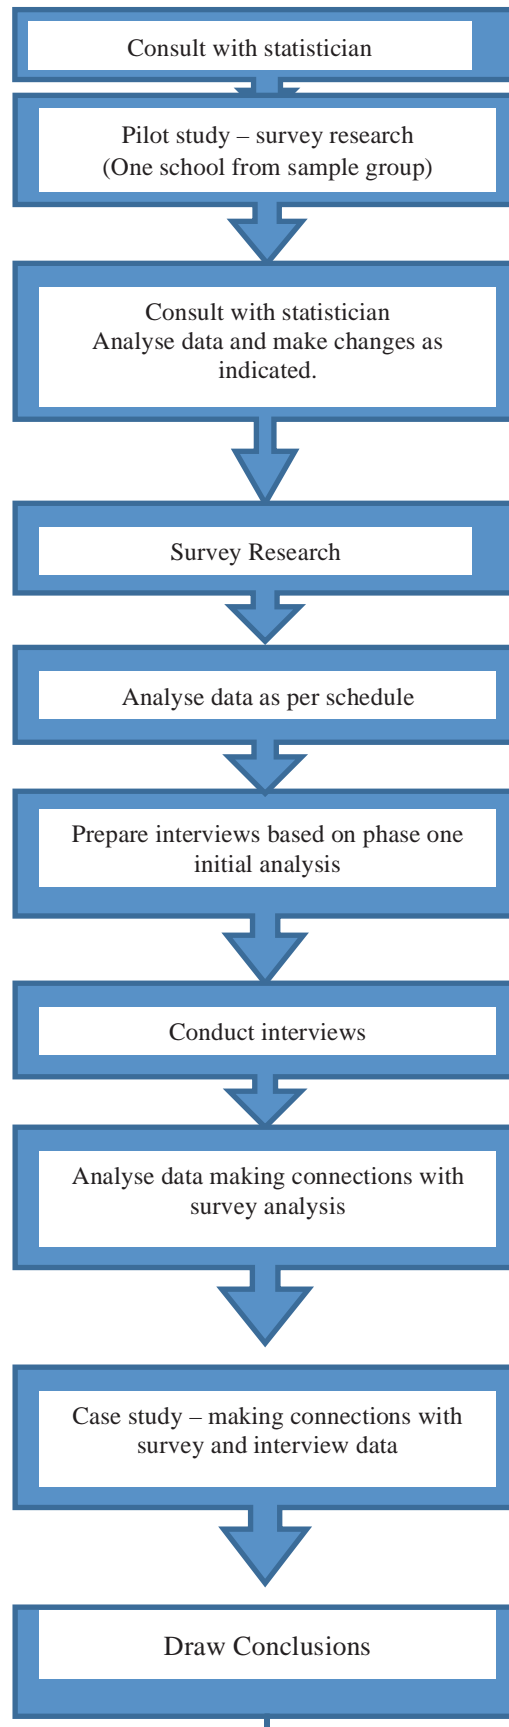 Consult with statistician
Pilot study – survey research
(One school from sample group)
Consult with statistician
Analyse data and make changes as
indicated.
Survey Research
Analyse data as per schedule
Prepare interviews based on phase one
initial analysis
Conduct interviews
Analyse data making connections with
survey analysis
Case study – making connections with
survey and interview data
Draw Conclusions